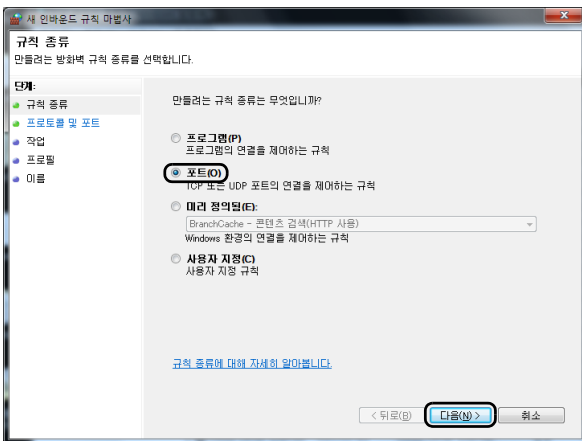 새 인바운드 규칙 마법사
규칙 종류
만들려는 방화벽 규칙 종류를 선택합니다.
단계:
규칙 종류
프로토콜 및 포트
작업
프로필
이름
만들려는 규칙 종류는 무엇입니까?
프로그램(P)
프로그램의 연결을 제어하는 규칙
포트(O)
TCP 또는 UDP 포트의 연결을 제어하는 규칙
미리 정의됨(E):
BranchCache - 콘텐츠 검색(HTTP 사용)
Windows 환경의 연결을 제어하는 규칙
사용자 지정(C)
사용자 지정 규칙
규칙 종류에 대해 자세히 알아봅니다.
< 뒤로(B) 다음(N) > 취소